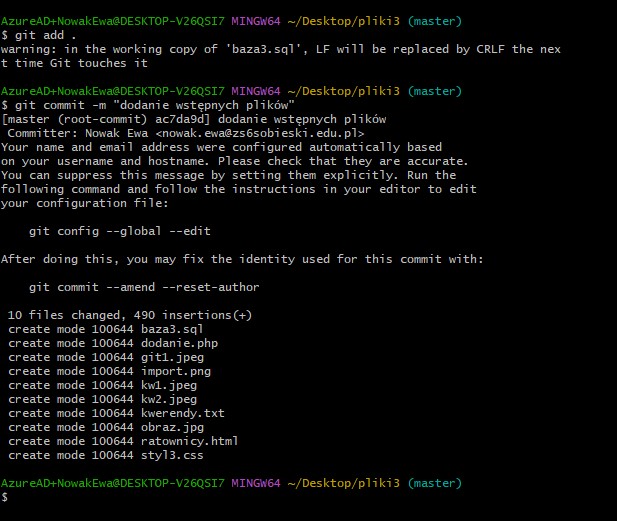 AzureAD+NowakEwa@DESKTOP-V26QSI7 MINGW64 ~/Desktop/pliki3 (master)
$ git add .
warning: in the working copy of 'baza3.sql', LF will be replaced by CRLF the nex
t time Git touches it

AzureAD+NowakEwa@DESKTOP-V26QSI7 MINGW64 ~/Desktop/pliki3 (master)
$ git commit -m "dodanie wstępnych plików"
[master (root-commit) ac7da9d] dodanie wstępnych plików
 Committer: Nowak Ewa <nowak.ewa@zs6sobieski.edu.pl>
Your name and email address were configured automatically based
on your username and hostname. Please check that they are accurate.
You can suppress this message by setting them explicitly. Run the
following command and follow the instructions in your editor to edit
your configuration file:

    git config --global --edit

After doing this, you may fix the identity used for this commit with:

    git commit --amend --reset-author

 10 files changed, 490 insertions(+)
 create mode 100644 baza3.sql
 create mode 100644 dodanie.php
 create mode 100644 git1.jpeg
 create mode 100644 import.png
 create mode 100644 kw1.jpeg
 create mode 100644 kw2.jpeg
 create mode 100644 kwerendy.txt
 create mode 100644 obraz.jpg
 create mode 100644 ratownicy.html
 create mode 100644 styl3.css

AzureAD+NowakEwa@DESKTOP-V26QSI7 MINGW64 ~/Desktop/pliki3 (master)
$